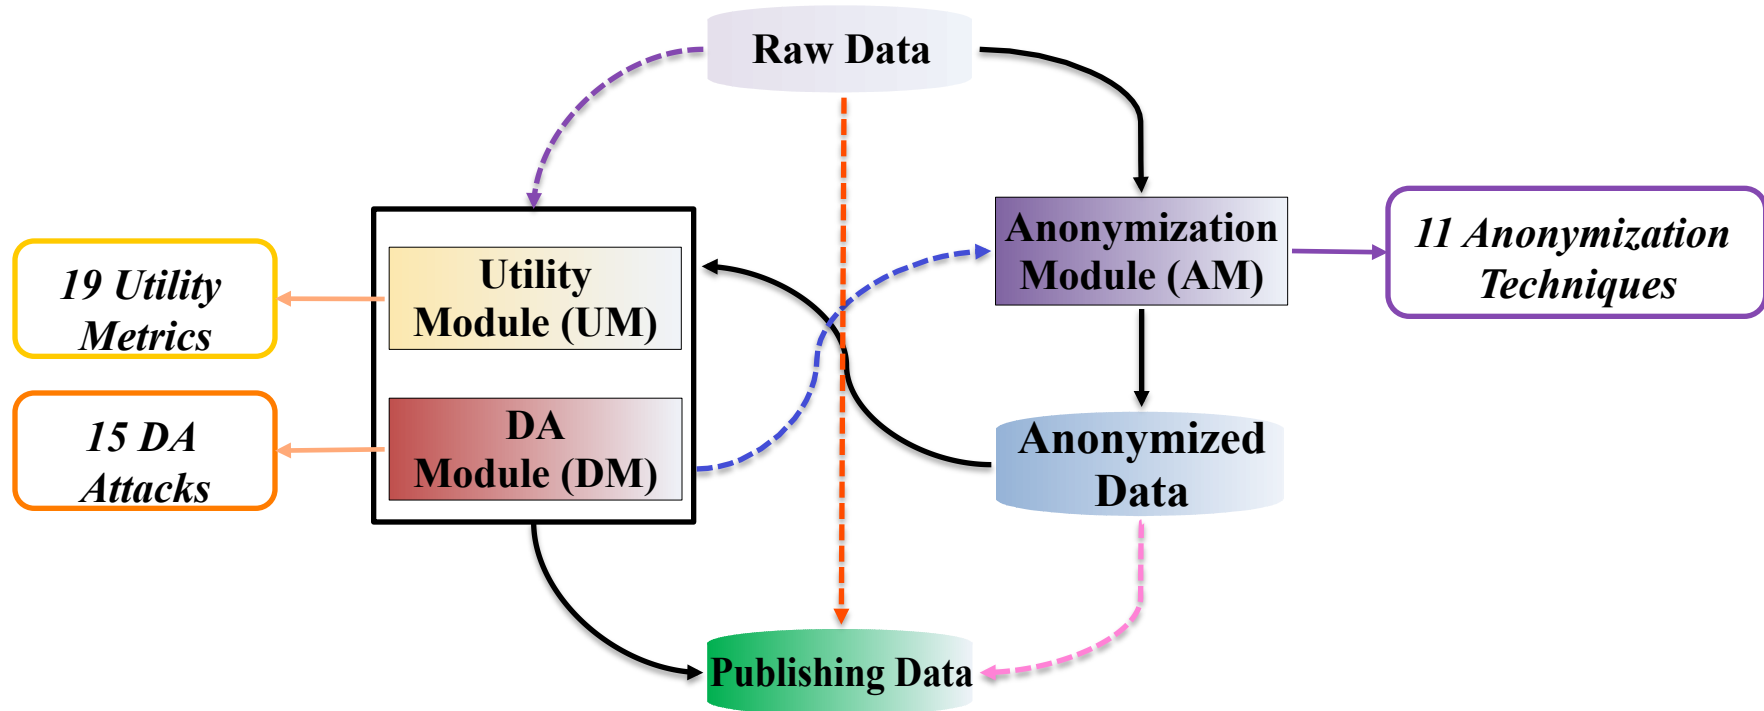 Raw Data
Anonymization
Module (AM)
11 Anonymization
Techniques
Utility
Module (UM)
19 Utility
Metrics
DA
Module (DM)
15 DA
Attacks
Anonymized
Data
Publishing Data